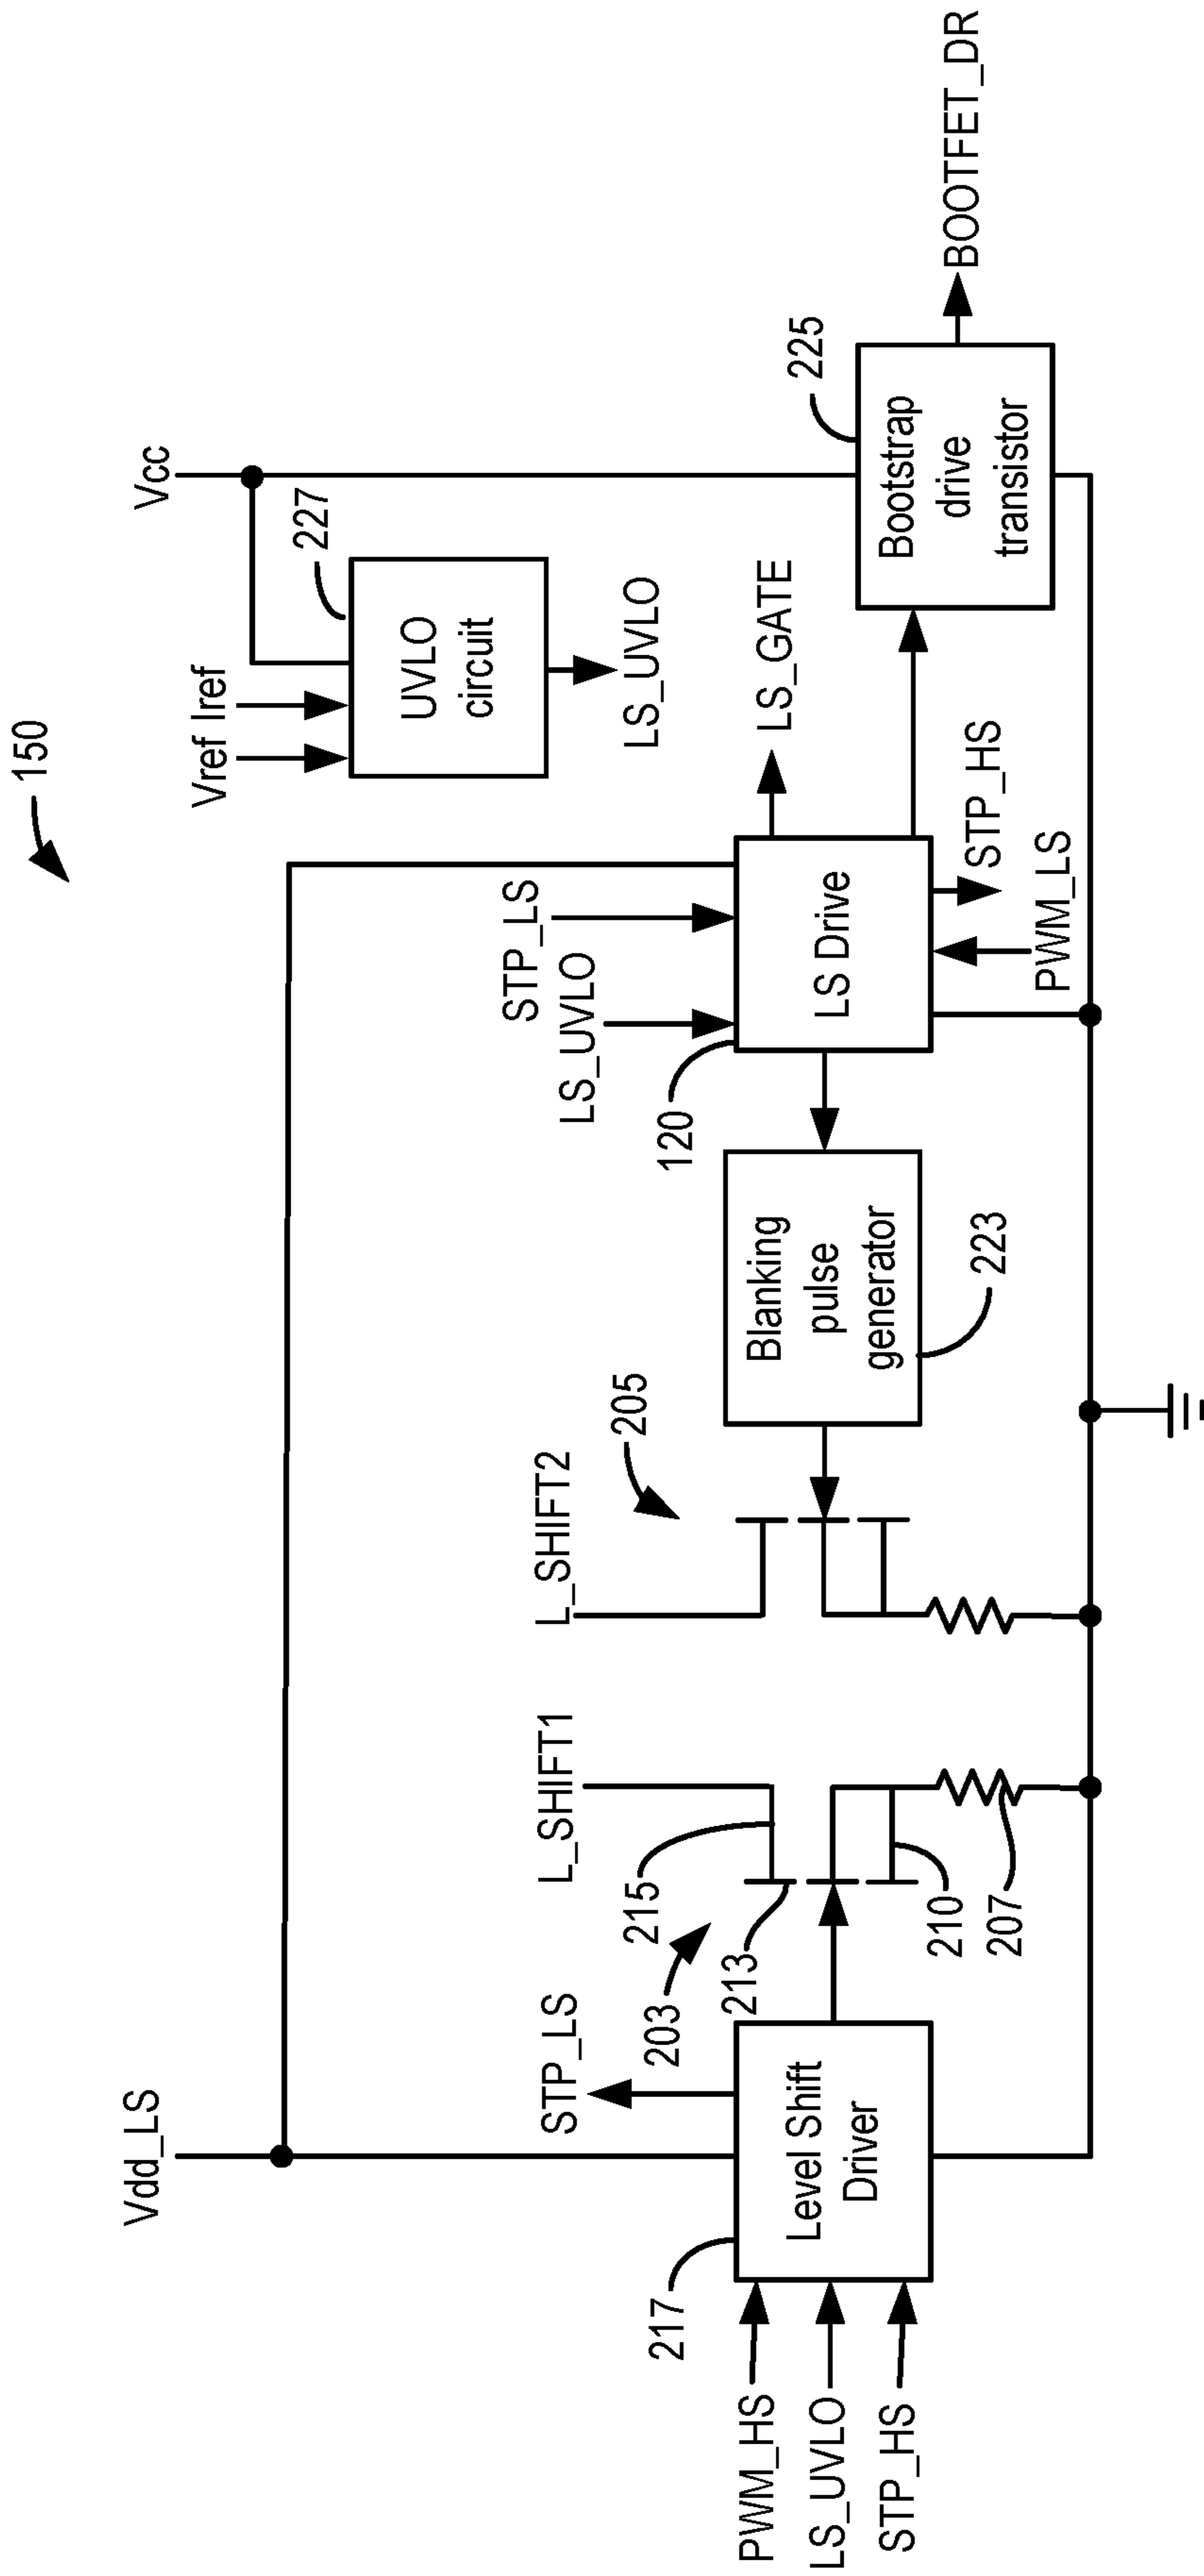 150
Vcc
Vref Iref
227
UVLO
circuit
LS_UVLO
225
Bootstrap
drive
transistor
BOOTFET_DR
Vdd_LS
STP_LS
LS_UVLO
120
LS Drive
LS_GATE
STP_HS
PWM_LS
Blanking
pulse
generator
223
205
L_SHIFT2
L_SHIFT1
215
213
203
210
207
STP_LS
217
Level Shift
Driver
PWM_HS
LS_UVLO
STP_HS